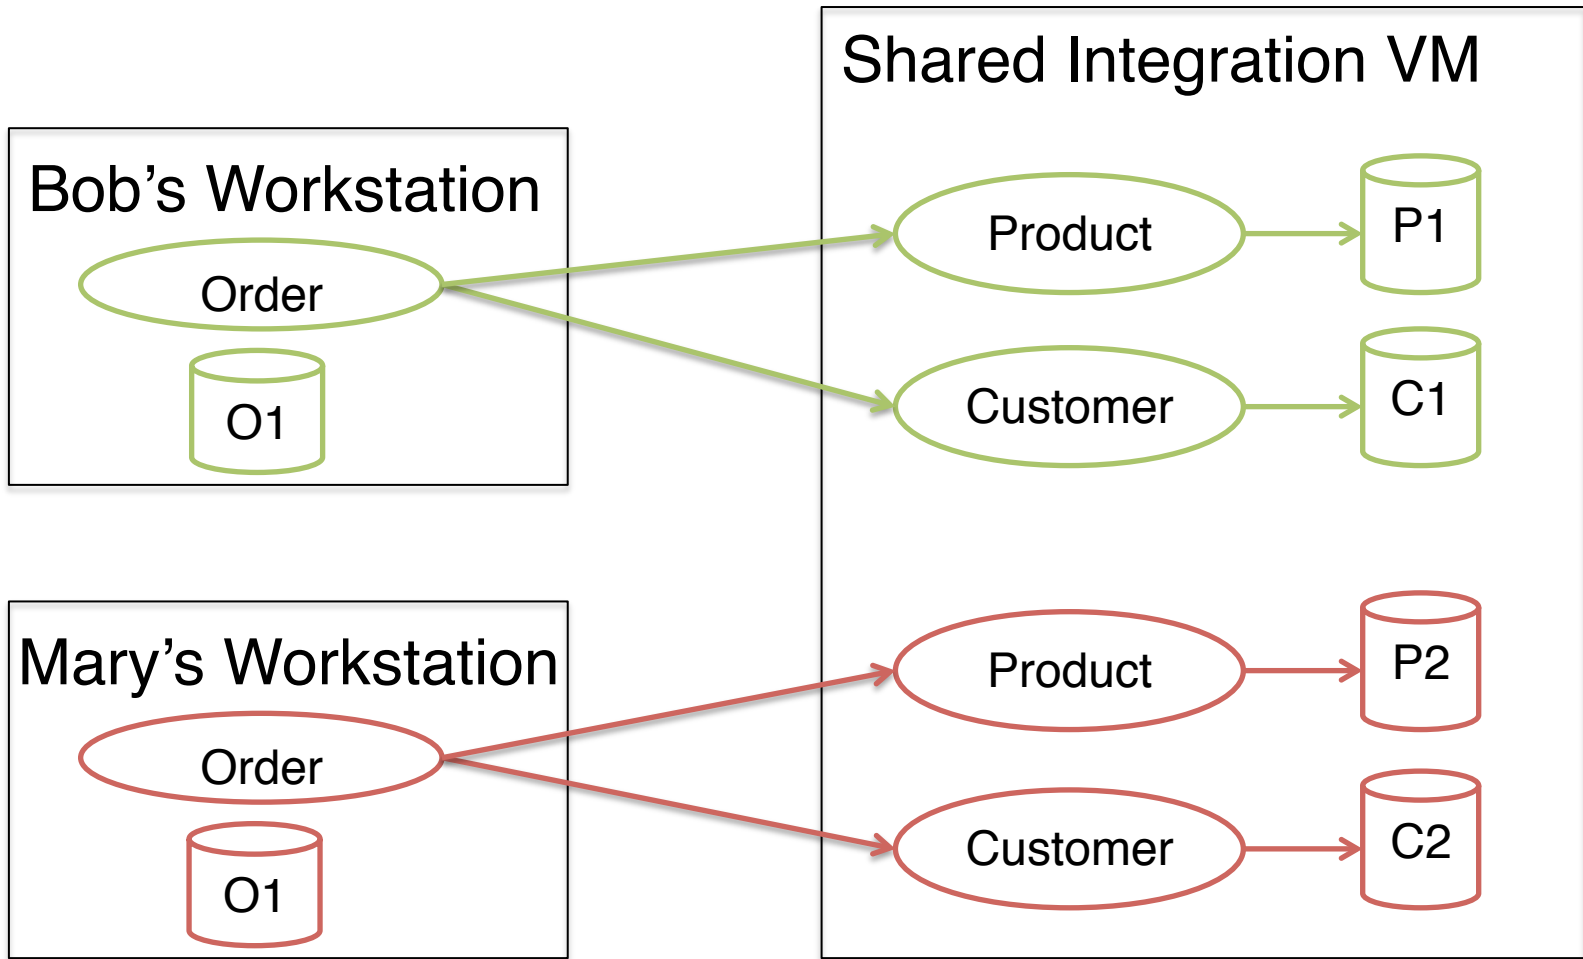 Shared Integration VM
Bob’s Workstation
Order
O1
Product
P1
Customer
C1
Mary’s Workstation
Order
O1
Product
P2
Customer
C2